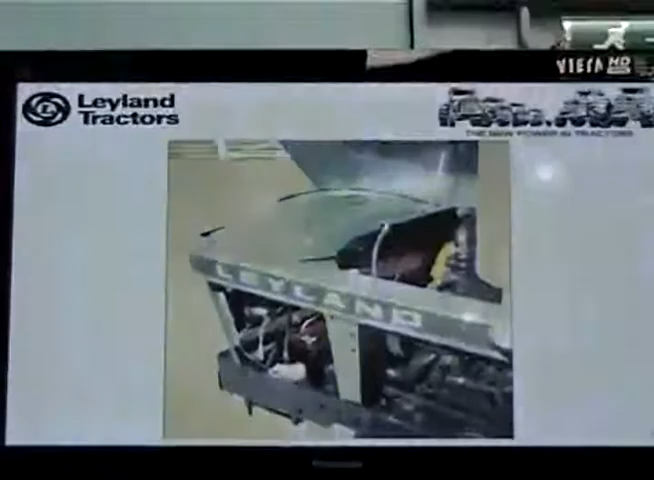 VIERA HD
Leyland
Tractors
THE NEW POWER IN TRACTORS
LEYLAND